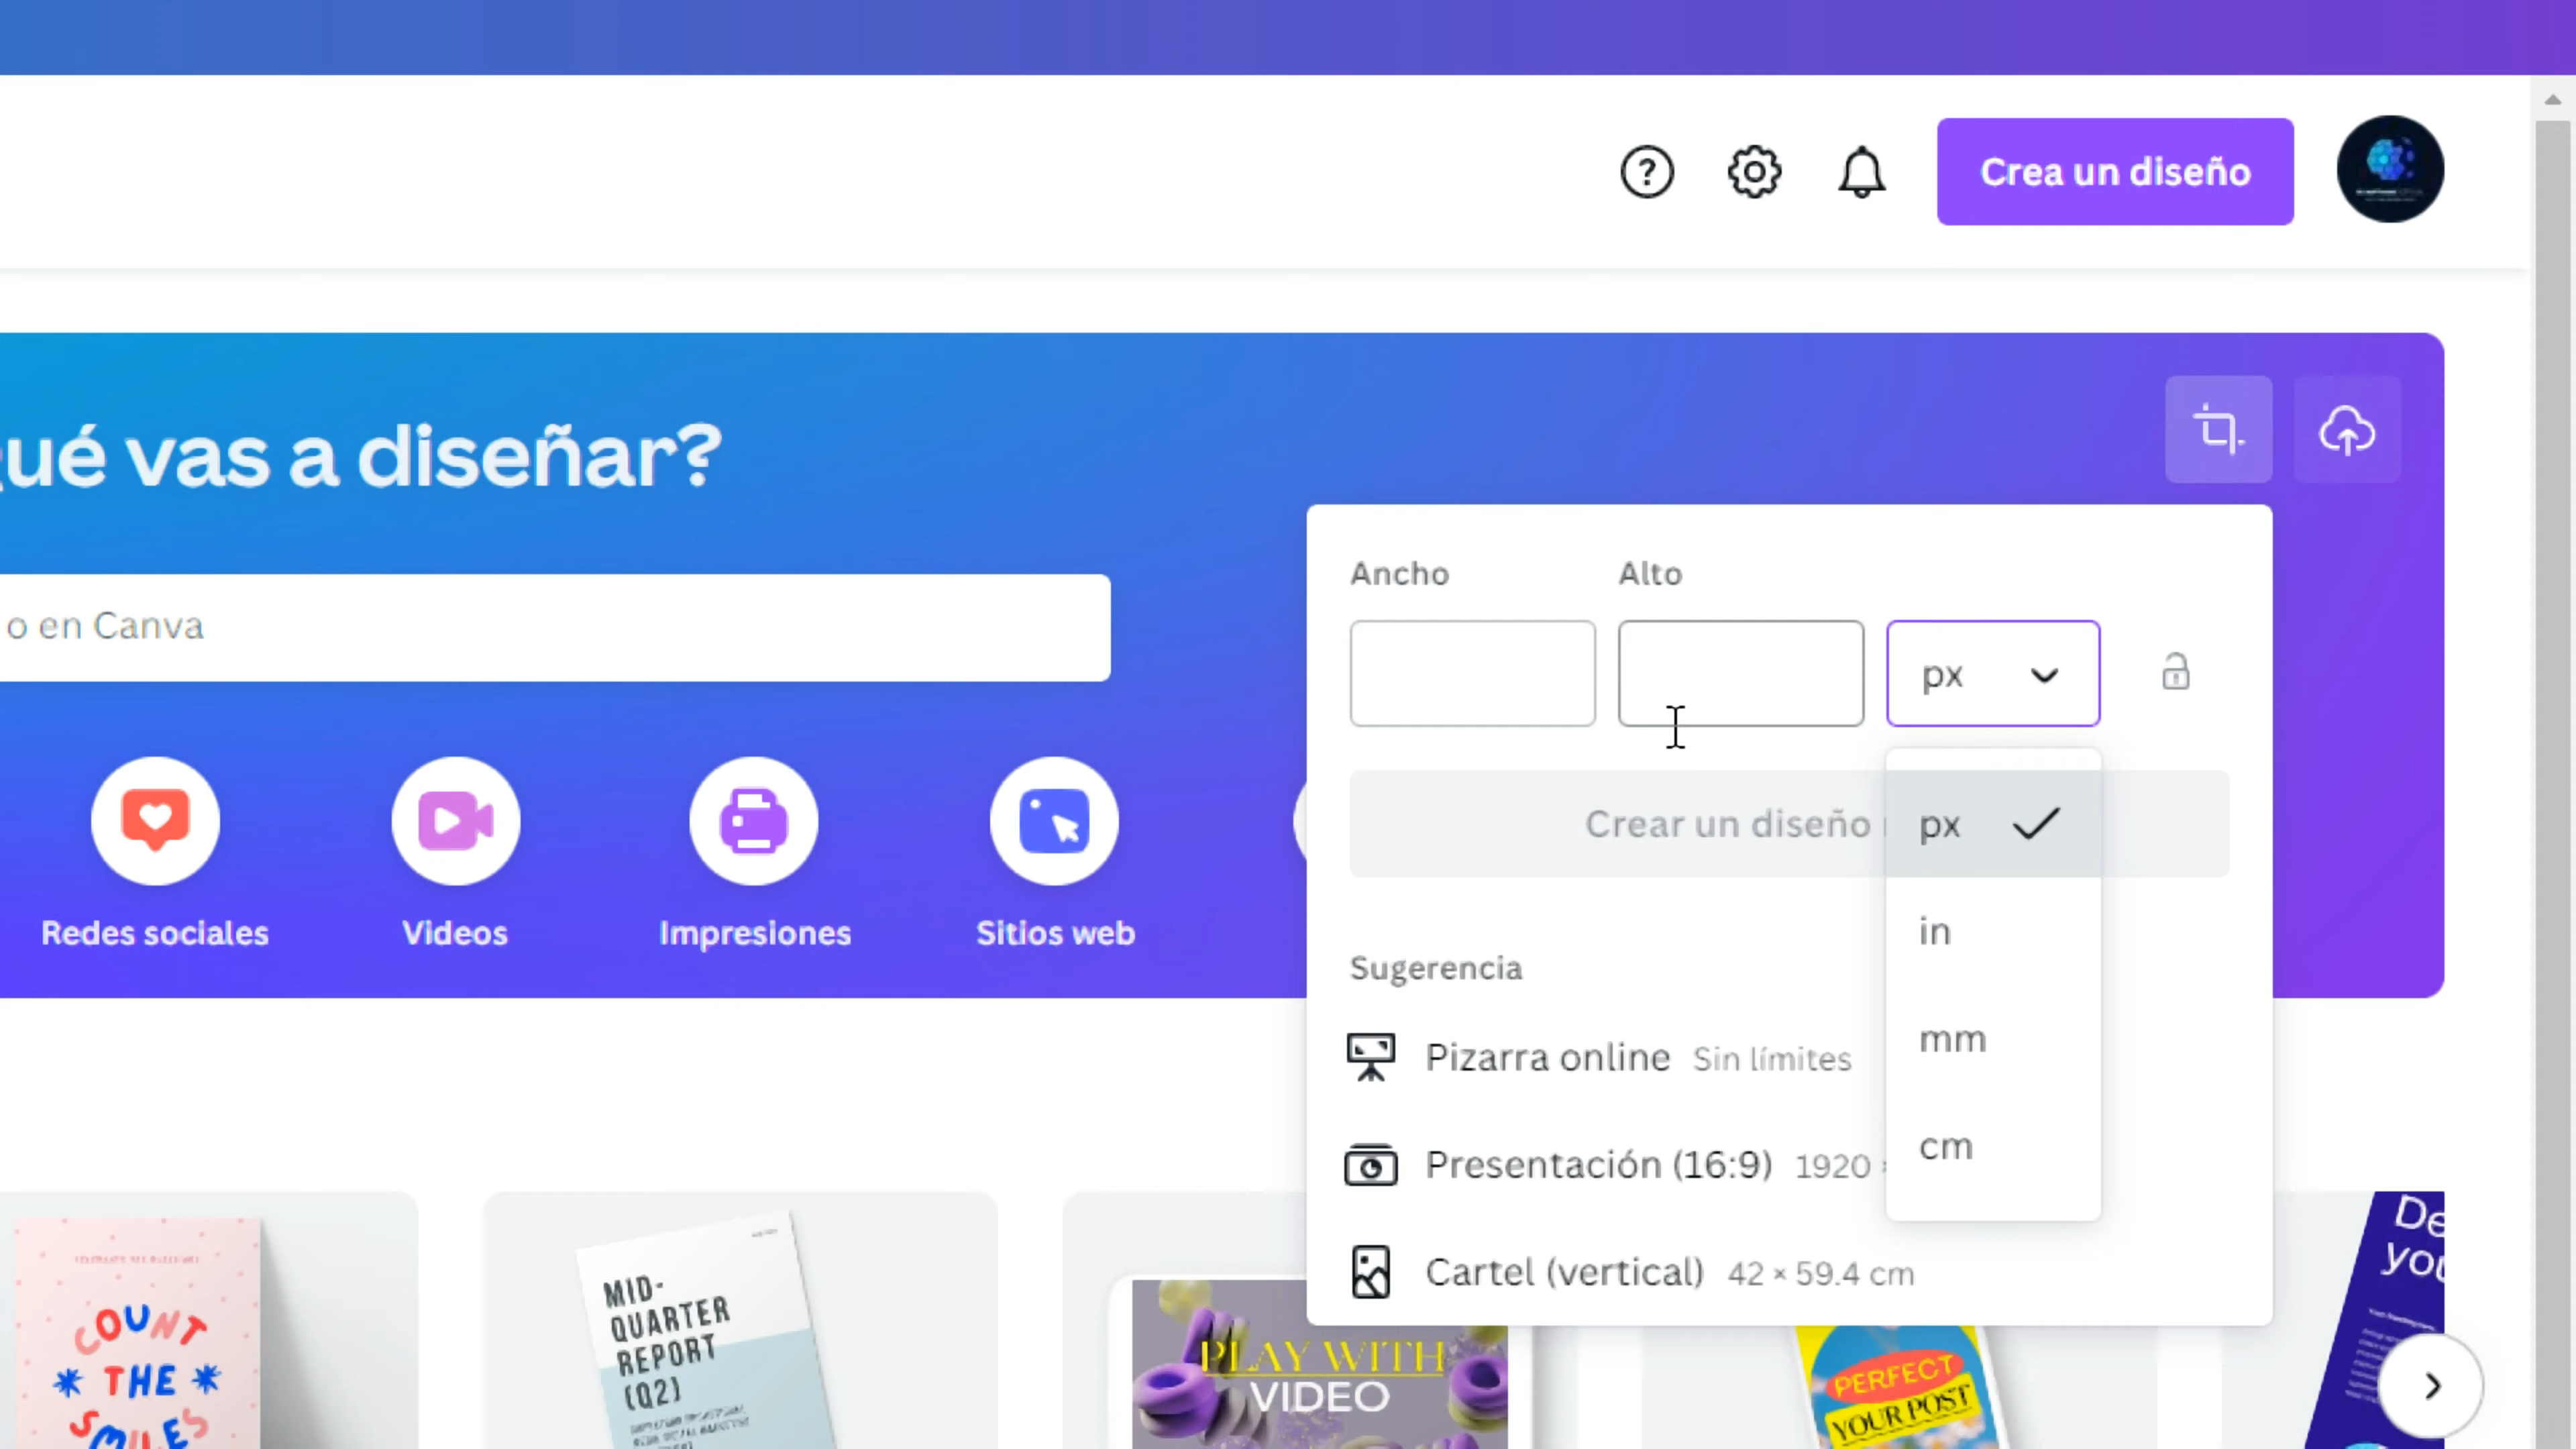 Crea un diseño
qué vas a diseñar?
o en Canva
Redes sociales
Videos
Impresiones
Sitios web
Ancho
Alto
px
Crear un diseño
px
in
mm
cm
Sugerencia
Pizarra online Sin límites
Presentación (16:9) 1920 ×
Cartel (vertical) 42 × 59.4 cm
COUNT
* THE *
SMILES
MID-
QUARTER
REPORT
(Q2)
PLAY WITH
VIDEO
PERFECT
YOUR POST
De
you